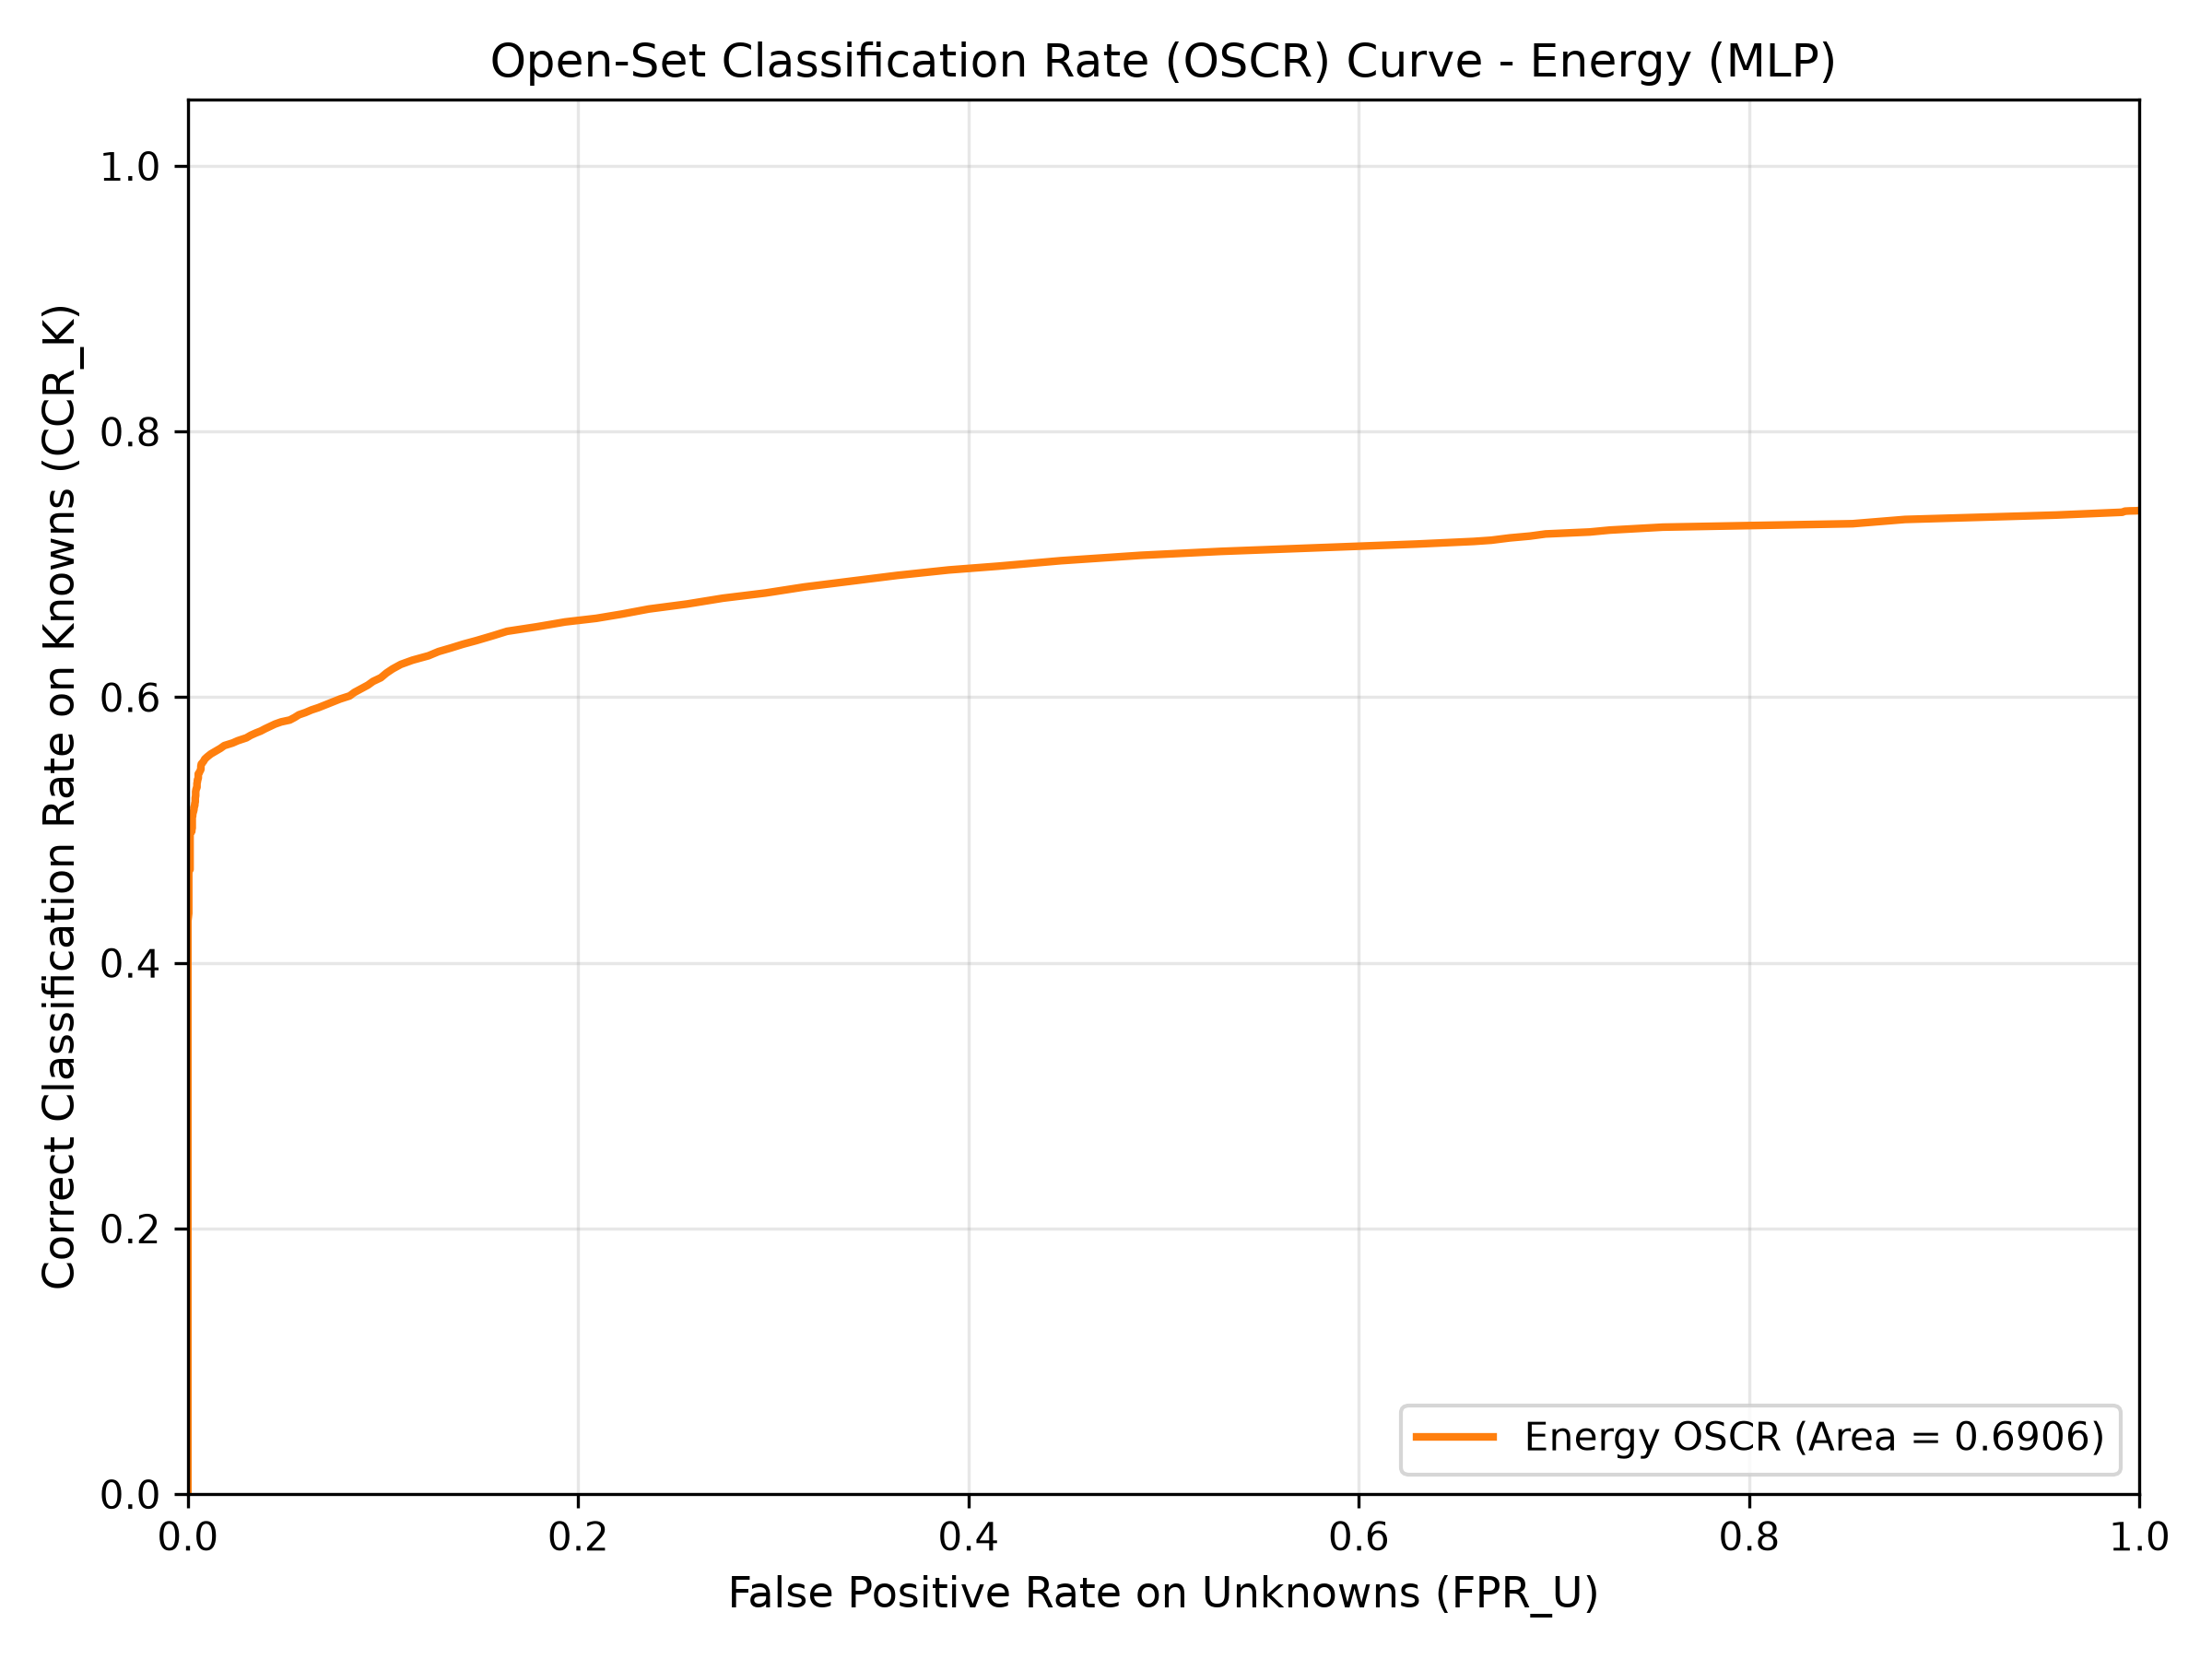 Open-Set Classification Rate (OSCR) Curve - Energy (MLP)
Correct Classification Rate on Knowns (CCR_K)
1.0
0.8
0.6
0.4
0.2
0.0
0.0 0.2 0.4 0.6 0.8 1.0
False Positive Rate on Unknowns (FPR_U)
Energy OSCR (Area = 0.6906)